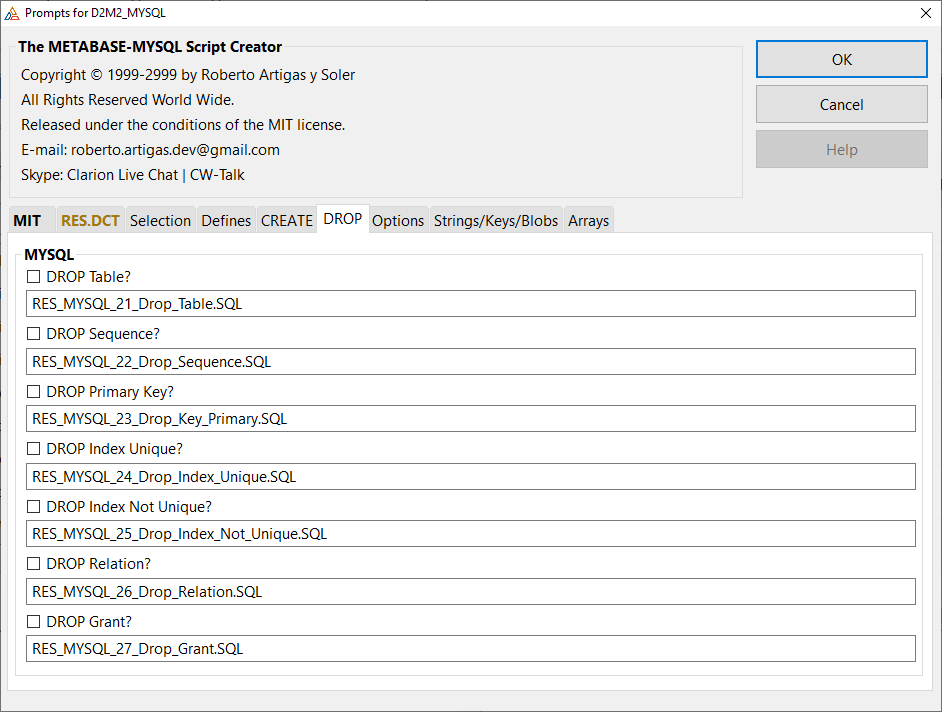 Prompts for D2M2_MYSQL
The METABASE-MYSQL Script Creator
Copyright © 1999-2999 by Roberto Artigas y Soler
All Rights Reserved World Wide.
Released under the conditions of the MIT license.
E-mail: roberto.artigas.dev@gmail.com
Skype: Clarion Live Chat | CW-Talk
OK
Cancel
Help
MIT RES.DCT Selection Defines CREATE DROP Options Strings/Keys/Blobs Arrays
MYSQL
DROP Table?
RES_MYSQL_21_Drop_Table.SQL
DROP Sequence?
RES_MYSQL_22_Drop_Sequence.SQL
DROP Primary Key?
RES_MYSQL_23_Drop_Key_Primary.SQL
DROP Index Unique?
RES_MYSQL_24_Drop_Index_Unique.SQL
DROP Index Not Unique?
RES_MYSQL_25_Drop_Index_Not_Unique.SQL
DROP Relation?
RES_MYSQL_26_Drop_Relation.SQL
DROP Grant?
RES_MYSQL_27_Drop_Grant.SQL